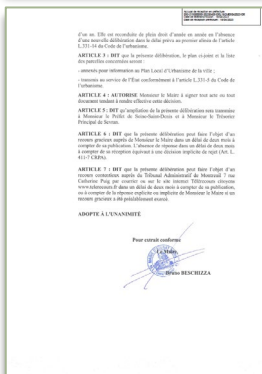 d'un an. Elle est reconduite de plein droit d'année en année en l'absence
d'une nouvelle délibération dans le délai prévu au premier alinéa de l'article
L.331-14 du Code de l'urbanisme.
ARTICLE 3 : DIT que la présente délibération, le plan ci-joint et la liste
des parcelles concernées seront :
- annexés pour information au Plan Local d'Urbanisme de la ville ;
- transmis au service de l'État conformément à l'article L.331-5 du Code de
l'urbanisme.
ARTICLE 4 : AUTORISE Monsieur le Maire à signer tout acte ou tout
document tendant à rendre effective cette décision.
ARTICLE 5 : DIT qu'ampliation de la présente délibération sera transmise
à Monsieur le Préfet de Seine-Saint-Denis et à Monsieur le Trésorier
Principal de Sevran.
ARTICLE 6 : DIT que la présente délibération peut faire l'objet d'un
recours gracieux auprès de Monsieur le Maire dans un délai de deux mois à
compter de sa publication. L'absence de réponse dans un délai de deux mois
à compter de sa réception équivaut à une décision implicite de rejet (Art. L.
411-7 CRPA).
ARTICLE 7 : DIT que la présente délibération peut faire l'objet d'un
recours contentieux auprès du Tribunal Administratif de Montreuil 7 rue
Catherine Puig par courrier ou sur le site internet Télérecours citoyens
www.telerecours.fr dans un délai de deux mois à compter de sa publication,
ou à compter de la réponse explicite ou implicite de Monsieur le Maire si un
recours gracieux a été préalablement exercé.
ADOPTE À L'UNANIMITÉ
Pour extrait conforme
Le Maire,
Bruno BESCHIZZA